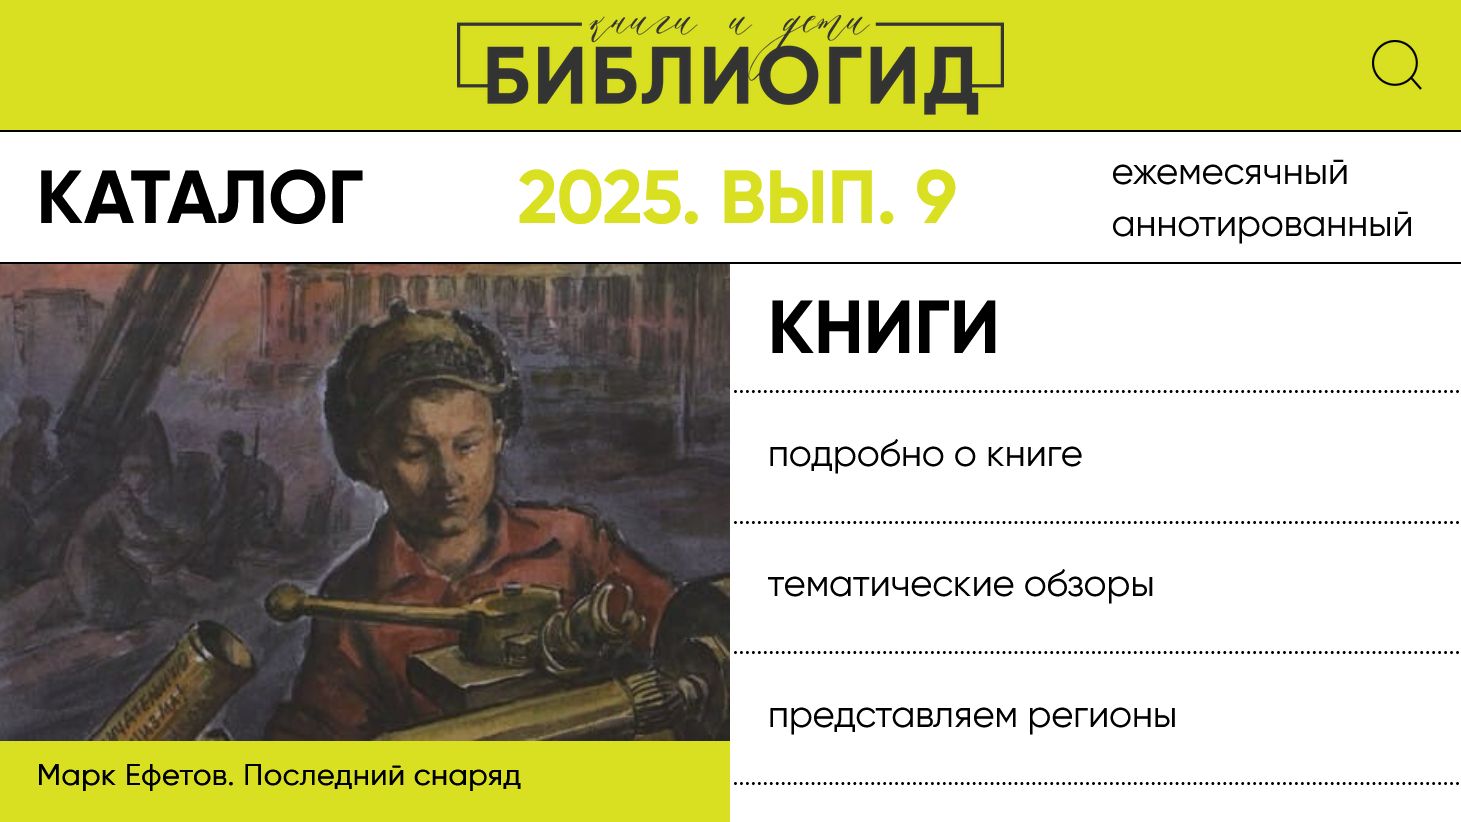 книги и дети
БИБЛИОГИД
КАТАЛОГ
2025. ВЫП. 9
ежемесячный
аннотированный
КНИГИ
подробно о книге
тематические обзоры
представляем регионы
Марк Ефетов. Последний снаряд